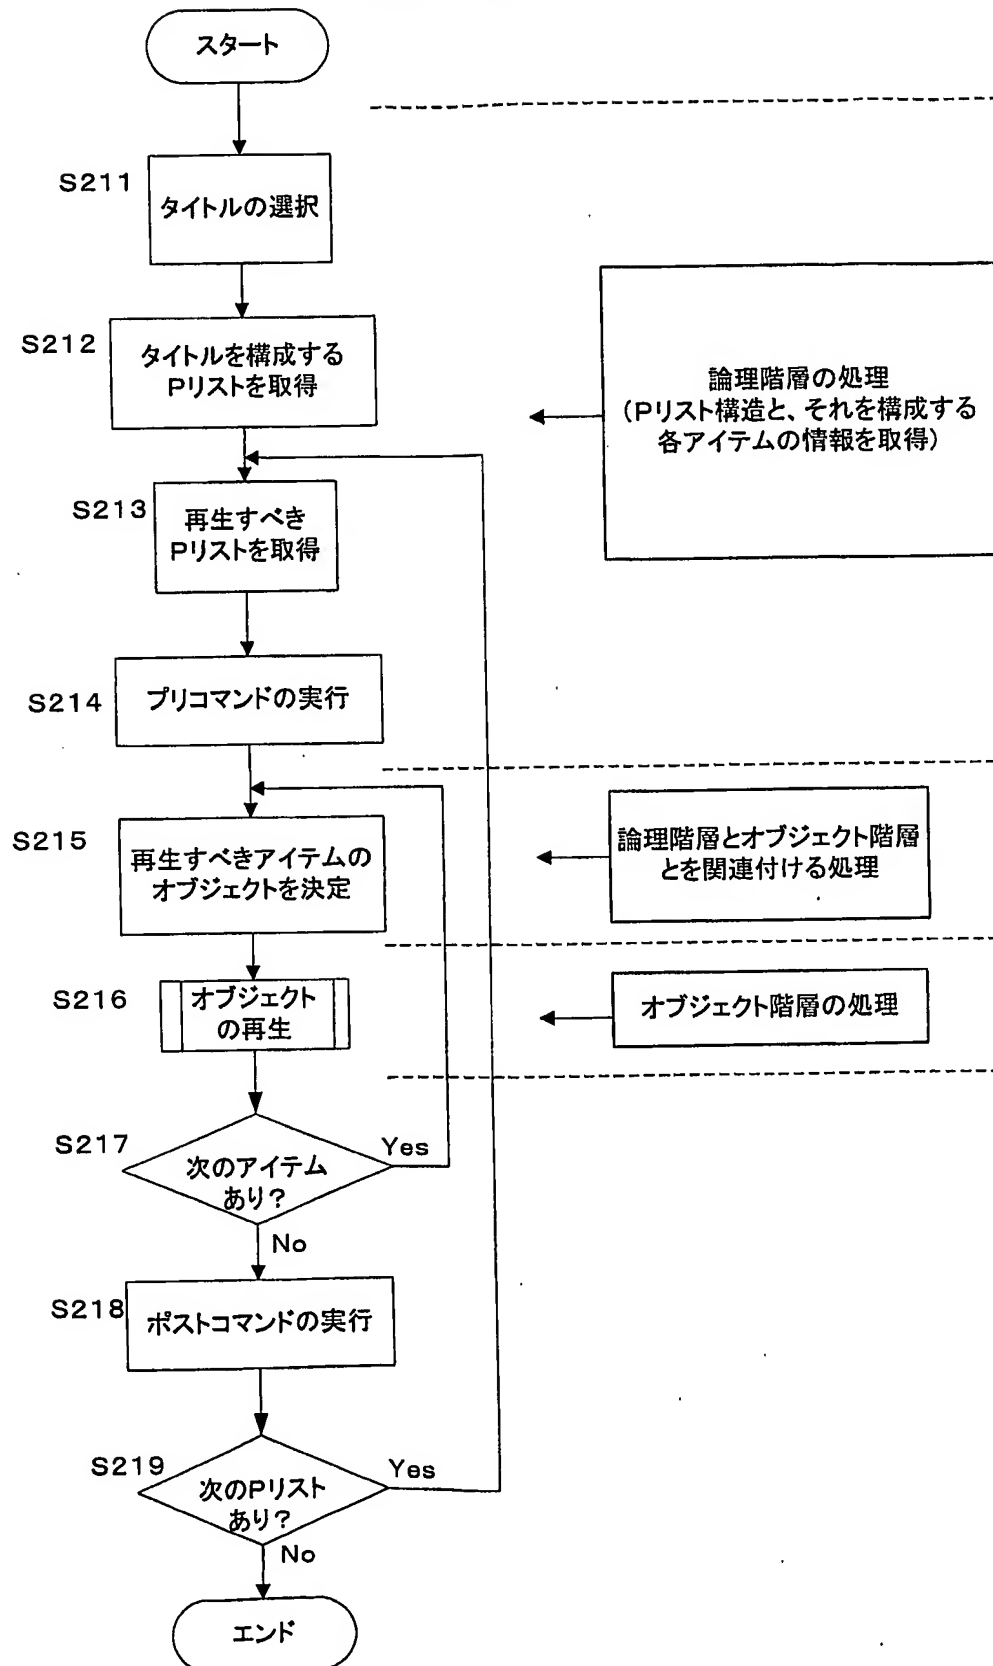 スタート
S211
タイトルの選択
S212
タイトルを構成する
Pリストを取得
論理階層の処理
(Pリスト構造と、それを構成する
各アイテムの情報を取得)
S213
再生すべき
Pリストを取得
S214
プリコマンドの実行
S215
再生すべきアイテムの
オブジェクトを決定
論理階層とオブジェクト階層
とを関連付ける処理
S216
オブジェクト
の再生
オブジェクト階層の処理
S217
次のアイテム
あり?
Yes
No
S218
ポストコマンドの実行
S219
次のPリスト
あり?
Yes
No
エンド